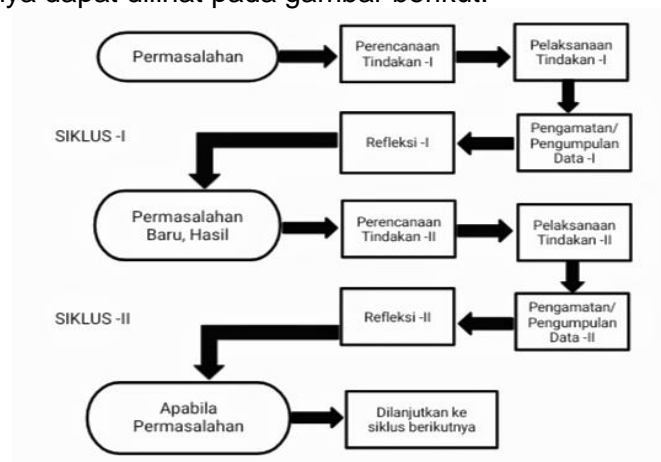 dapat dilihat pada gambar berikut.
Permasalahan
Perencanaan
Tindakan -I
Pelaksanaan
Tindakan -I
SIKLUS -I
Refleksi -I
Pengamatan/
Pengumpulan
Data -I
Permasalahan
Baru, Hasil
Perencanaan
Tindakan -II
Pelaksanaan
Tindakan -II
SIKLUS -II
Refleksi -II
Pengamatan/
Pengumpulan
Data -II
Apabila
Permasalahan
Dilanjutkan ke
siklus berikutnya